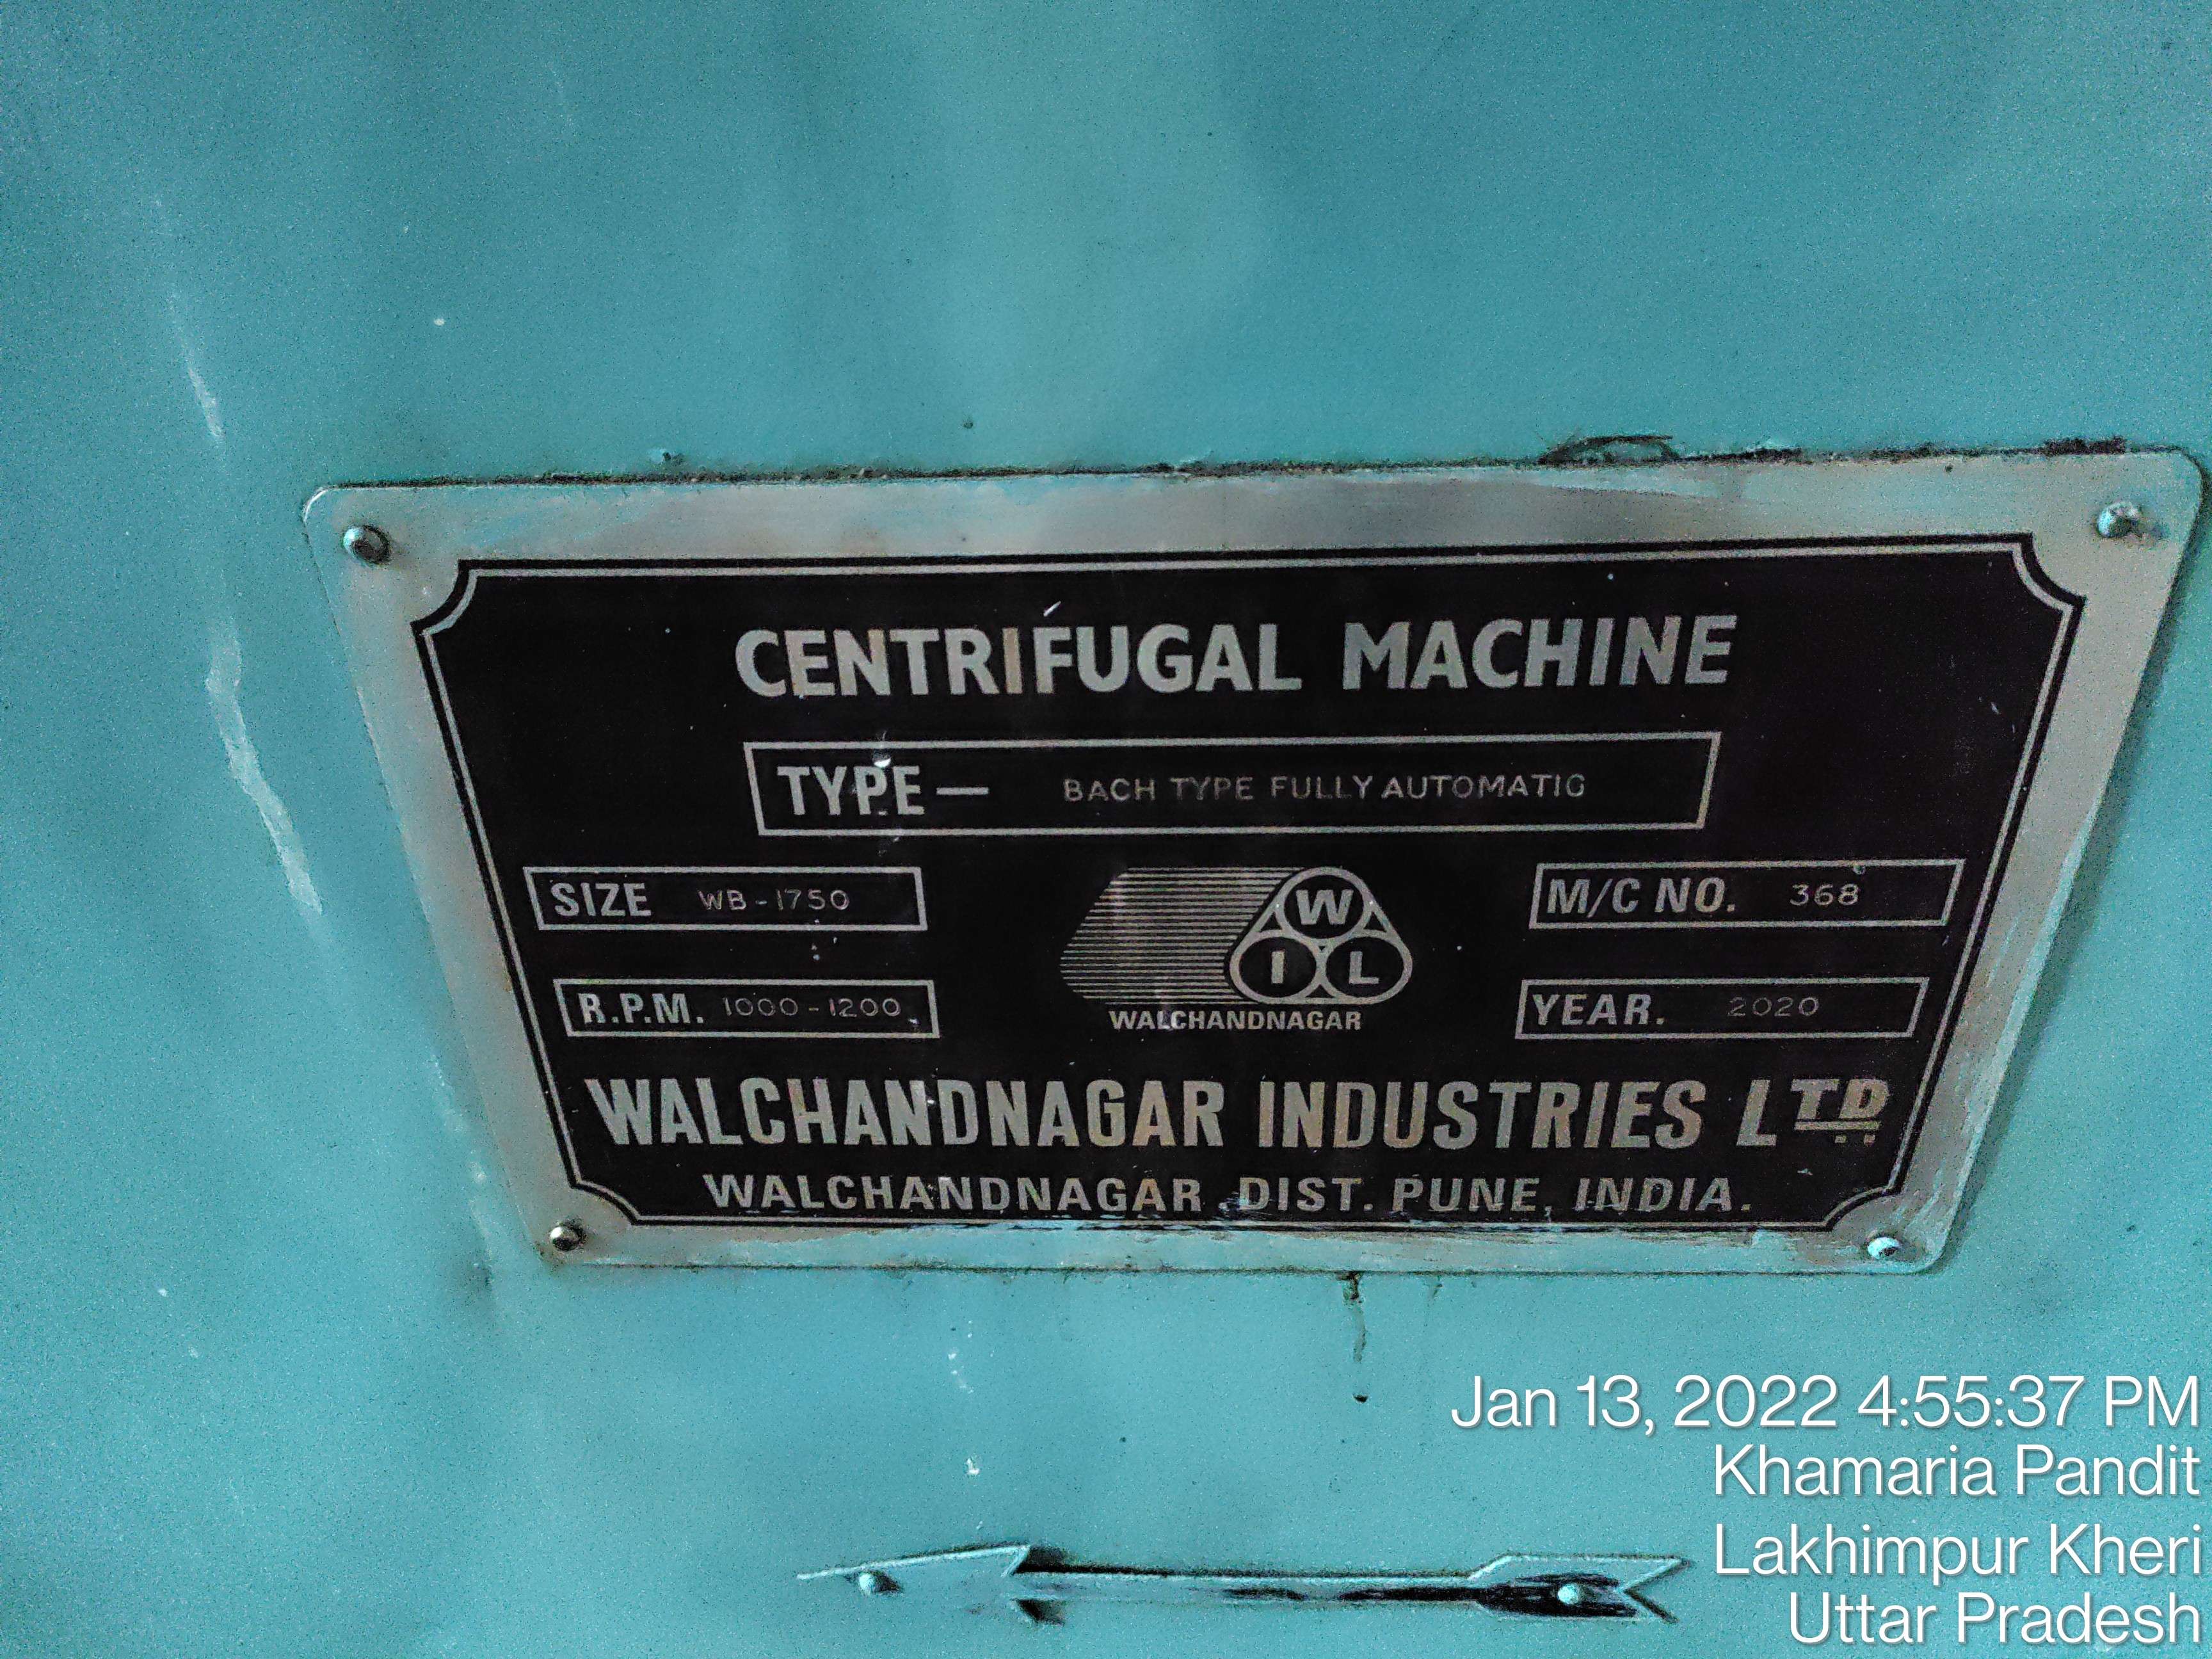 CENTRIFUGAL MACHINE
TYPE — BACH TYPE FULLY AUTOMATIG
SIZE WB-1750
M/C NO. 368
W
I L
WALCHANDNAGAR
R.P.M. 1000-1200
YEAR. 2020
WALCHANDNAGAR INDUSTRIES LTD
WALCHANDNAGAR .DIST. PUNE, INDIA.
Jan 13, 2022 4:55:37 PM
Khamaria Pandit
Lakhimpur Kheri
Uttar Pradesh